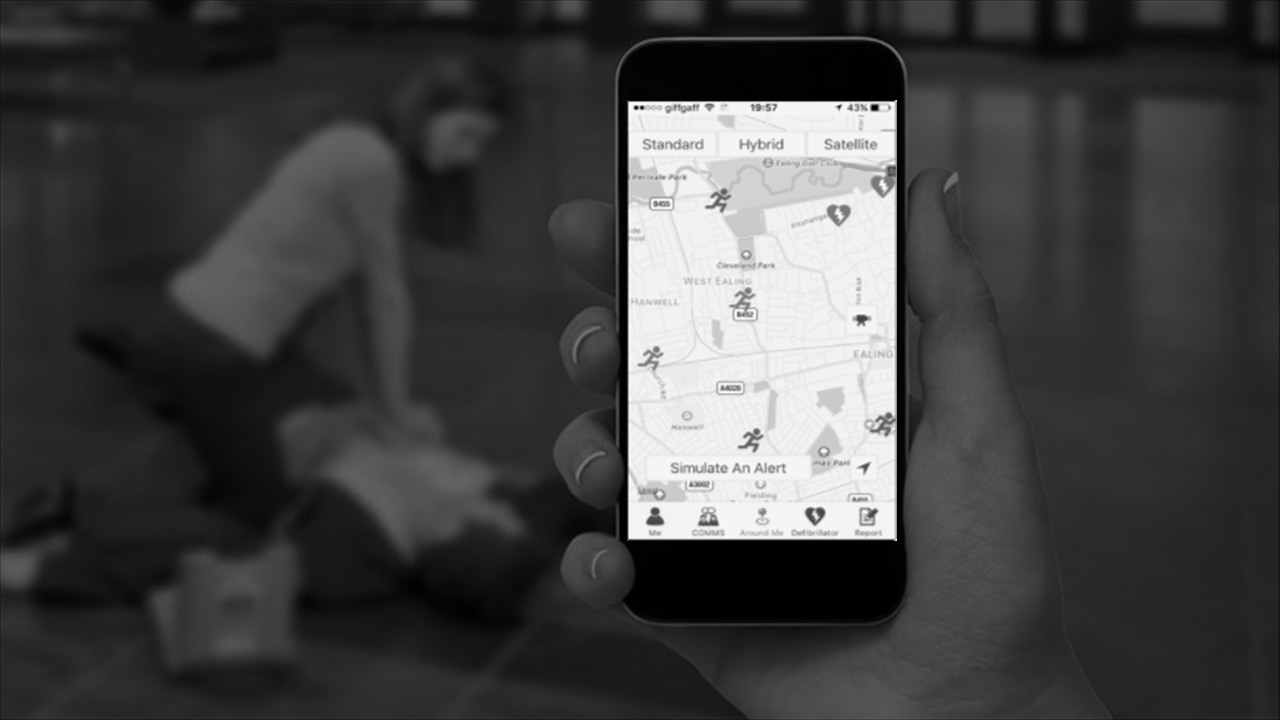 giffgaff 19:57 43%
Standard Hybrid Satellite
Ealing Golf Club
Perivale Park
B455
Pitshanger
Cleveland Park
WEST EALING
HANWELL
B452
EALING
A4020
Hanwell
Simulate An Alert
A3002
Fielding
B455
Me COMMS Around Me Defibrillator Report